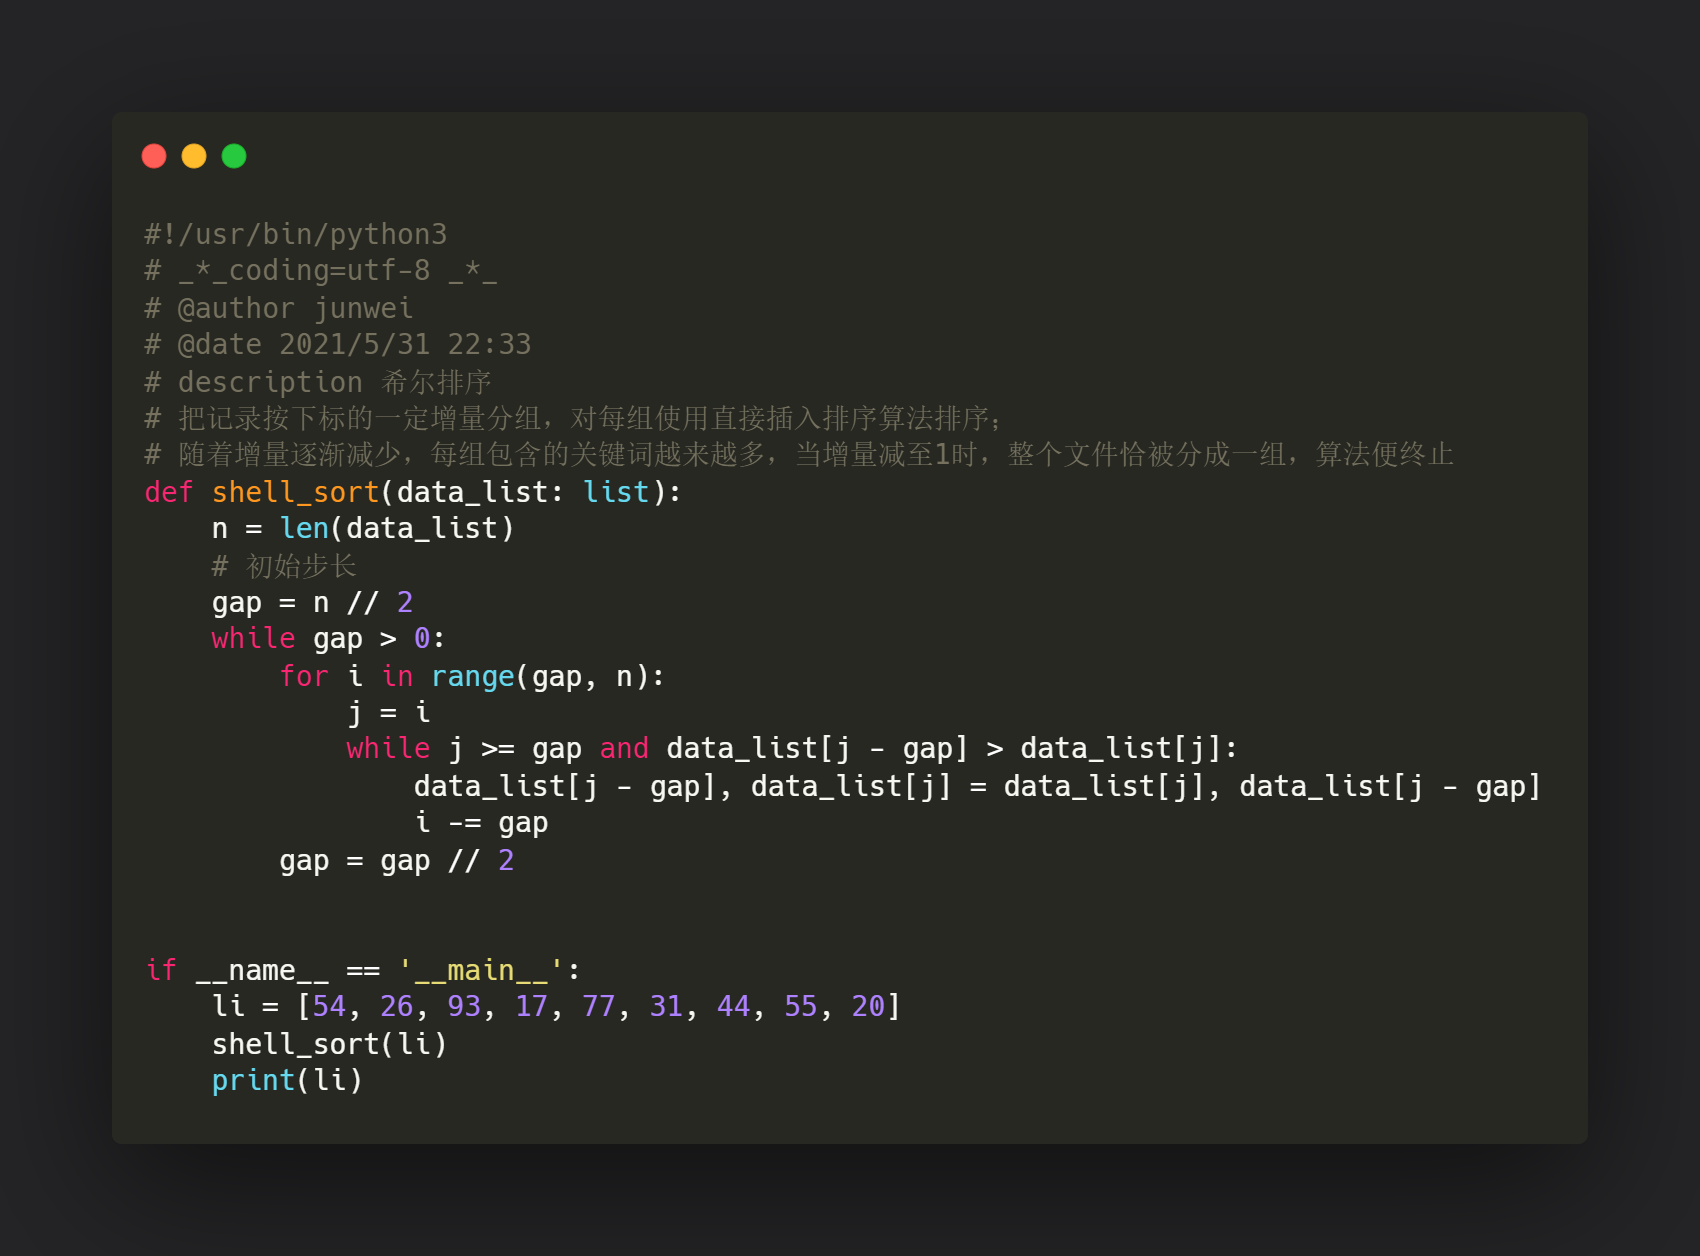 #!/usr/bin/python3
# _*_coding=utf-8 _*_
# @author junwei
# @date 2021/5/31 22:33
# description 希尔排序
# 把记录按下标的一定增量分组，对每组使用直接插入排序算法排序；
# 随着增量逐渐减少，每组包含的关键词越来越多，当增量减至1时，整个文件恰被分成一组，算法便终止
def shell_sort(data_list: list):
    n = len(data_list)
    # 初始步长
    gap = n // 2
    while gap > 0:
        for i in range(gap, n):
            j = i
            while j >= gap and data_list[j - gap] > data_list[j]:
                data_list[j - gap], data_list[j] = data_list[j], data_list[j - gap]
                i -= gap
        gap = gap // 2
if __name__ == '__main__':
    li = [54, 26, 93, 17, 77, 31, 44, 55, 20]
    shell_sort(li)
    print(li)